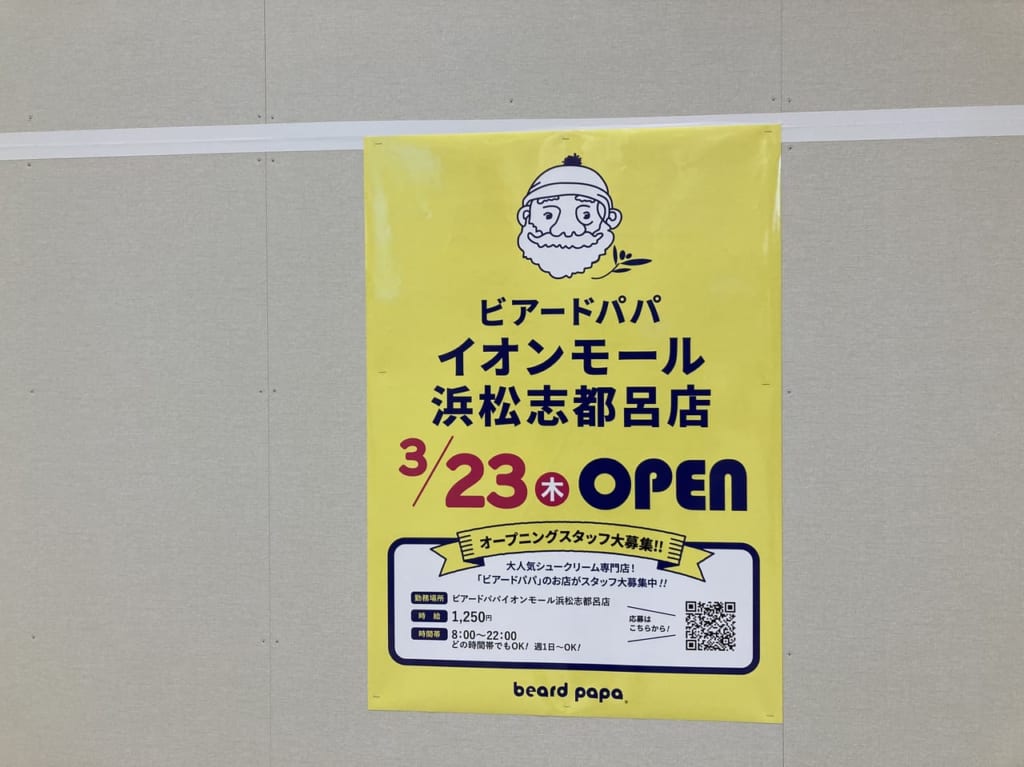 ビアードパパ
イオンモール
浜松志都呂店
3/23 木 OPEN
オープニングスタッフ大募集!!
大人気シュークリーム専門店!
「ビアードパパ」のお店がスタッフ大募集中!!
勤務場所 ビアードパパイオンモール浜松志都呂店
時 給 1,250円
時間帯 8:00〜22:00
どの時間帯でもOK! 週1日〜OK!
応募は
こちらから!
beard papa®